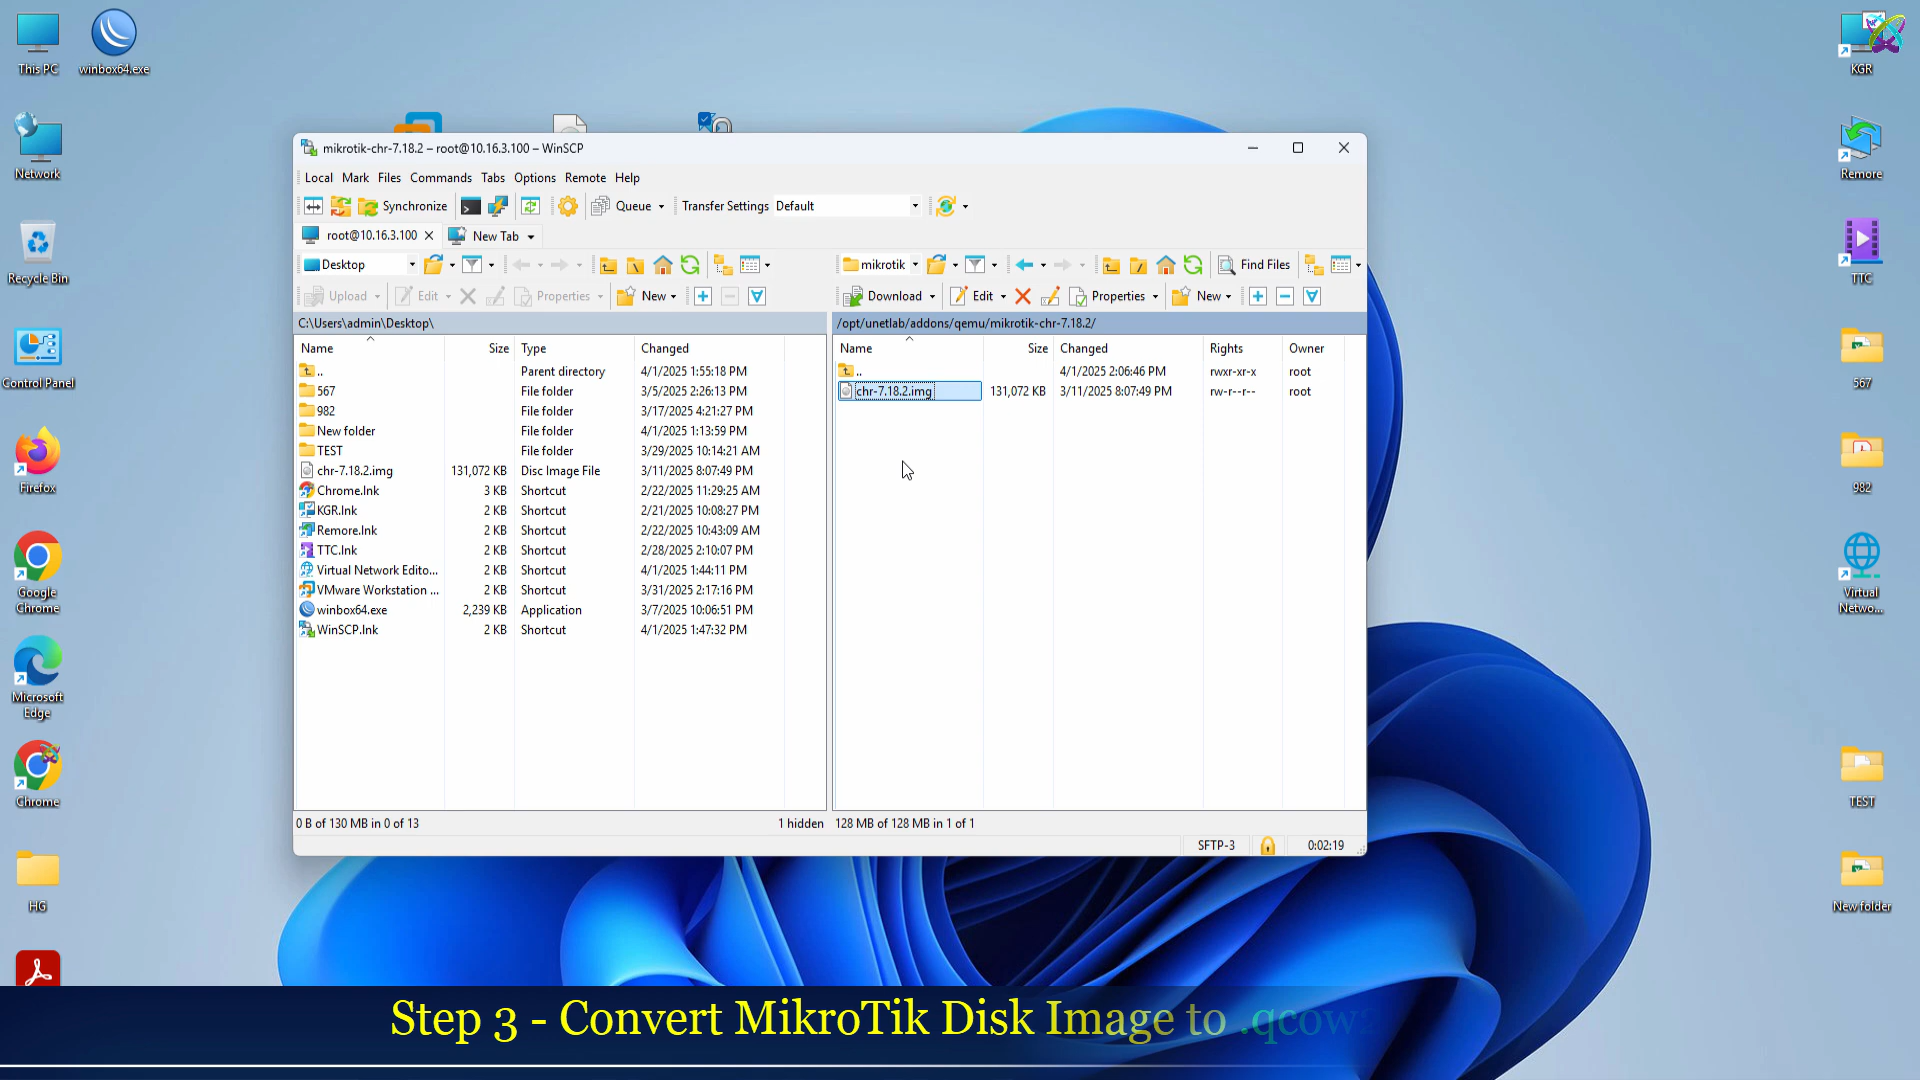 This PC
winbox64.exe
KGR
Network
Remore
Recycle Bin
TTC
Control Panel
567
Firefox
982
Google
Chrome
Virtual
Netwo...
Microsoft
Edge
Chrome
TEST
HG
New folder
mikrotik-chr-7.18.2 – root@10.16.3.100 – WinSCP
Local Mark Files Commands Tabs Options Remote Help
Synchronize Queue Transfer Settings Default
root@10.16.3.100 New Tab
Desktop mikrotik Find Files
Upload Edit Properties New Download Edit Properties New
C:\Users\admin\Desktop\ /opt/unetlab/addons/qemu/mikrotik-chr-7.18.2/
Name Size Type Changed Name Size Changed Rights Owner
.. Parent directory 4/1/2025 1:55:18 PM .. 4/1/2025 2:06:46 PM rwxr-xr-x root
567 File folder 3/5/2025 2:26:13 PM chr-7.18.2.img 131,072 KB 3/11/2025 8:07:49 PM rw-r--r-- root
982 File folder 3/17/2025 4:21:27 PM
New folder File folder 4/1/2025 1:13:59 PM
TEST File folder 3/29/2025 10:14:21 AM
chr-7.18.2.img 131,072 KB Disc Image File 3/11/2025 8:07:49 PM
Chrome.lnk 3 KB Shortcut 2/22/2025 11:29:25 AM
KGR.lnk 2 KB Shortcut 2/21/2025 10:08:27 PM
Remore.lnk 2 KB Shortcut 2/22/2025 10:43:09 AM
TTC.lnk 2 KB Shortcut 2/28/2025 2:10:07 PM
Virtual Network Edito... 2 KB Shortcut 4/1/2025 1:44:11 PM
VMware Workstation ... 2 KB Shortcut 3/31/2025 2:17:16 PM
winbox64.exe 2,239 KB Application 3/7/2025 10:06:51 PM
WinSCP.lnk 2 KB Shortcut 4/1/2025 1:47:32 PM
0 B of 130 MB in 0 of 13 1 hidden 128 MB of 128 MB in 1 of 1
SFTP-3 0:02:19
Step 3 - Convert MikroTik Disk Image to .qcow2